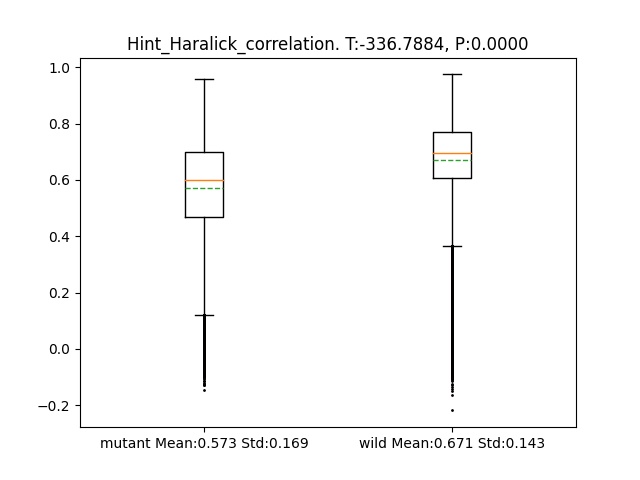 Hint_Haralick_correlation. T:-336.7884, P:0.0000
1.0
0.8
0.6
0.4
0.2
0.0
−0.2
mutant Mean:0.573 Std:0.169
wild Mean:0.671 Std:0.143